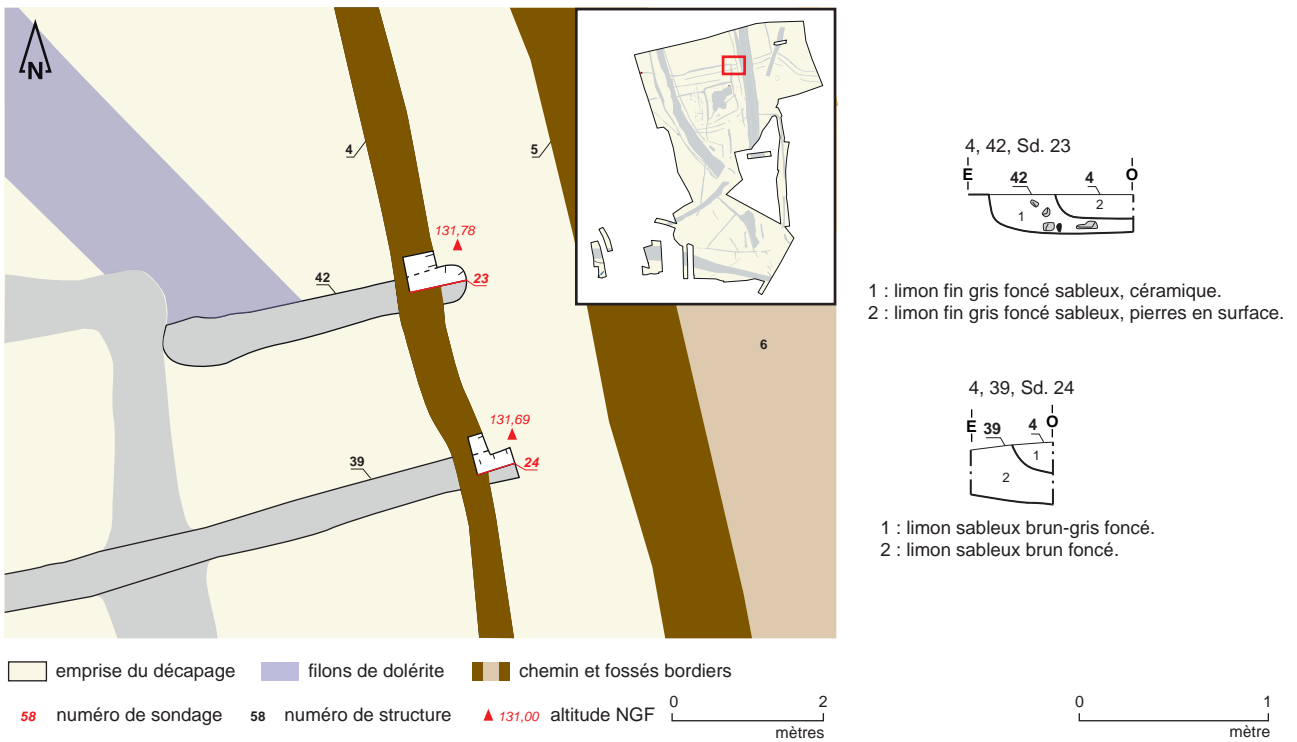 N
4
5
131,78
23
42
6
131,69
39
24
4, 42, Sd. 23
E 42 4 O
1 2
1 : limon fin gris foncé sableux, céramique.
2 : limon fin gris foncé sableux, pierres en surface.
4, 39, Sd. 24
E 39 4 O
1
2
1 : limon sableux brun-gris foncé.
2 : limon sableux brun foncé.
emprise du décapage filons de dolérite chemin et fossés bordiers
58 numéro de sondage 58 numéro de structure 131,00 altitude NGF
0 2
mètres
0 1
mètre